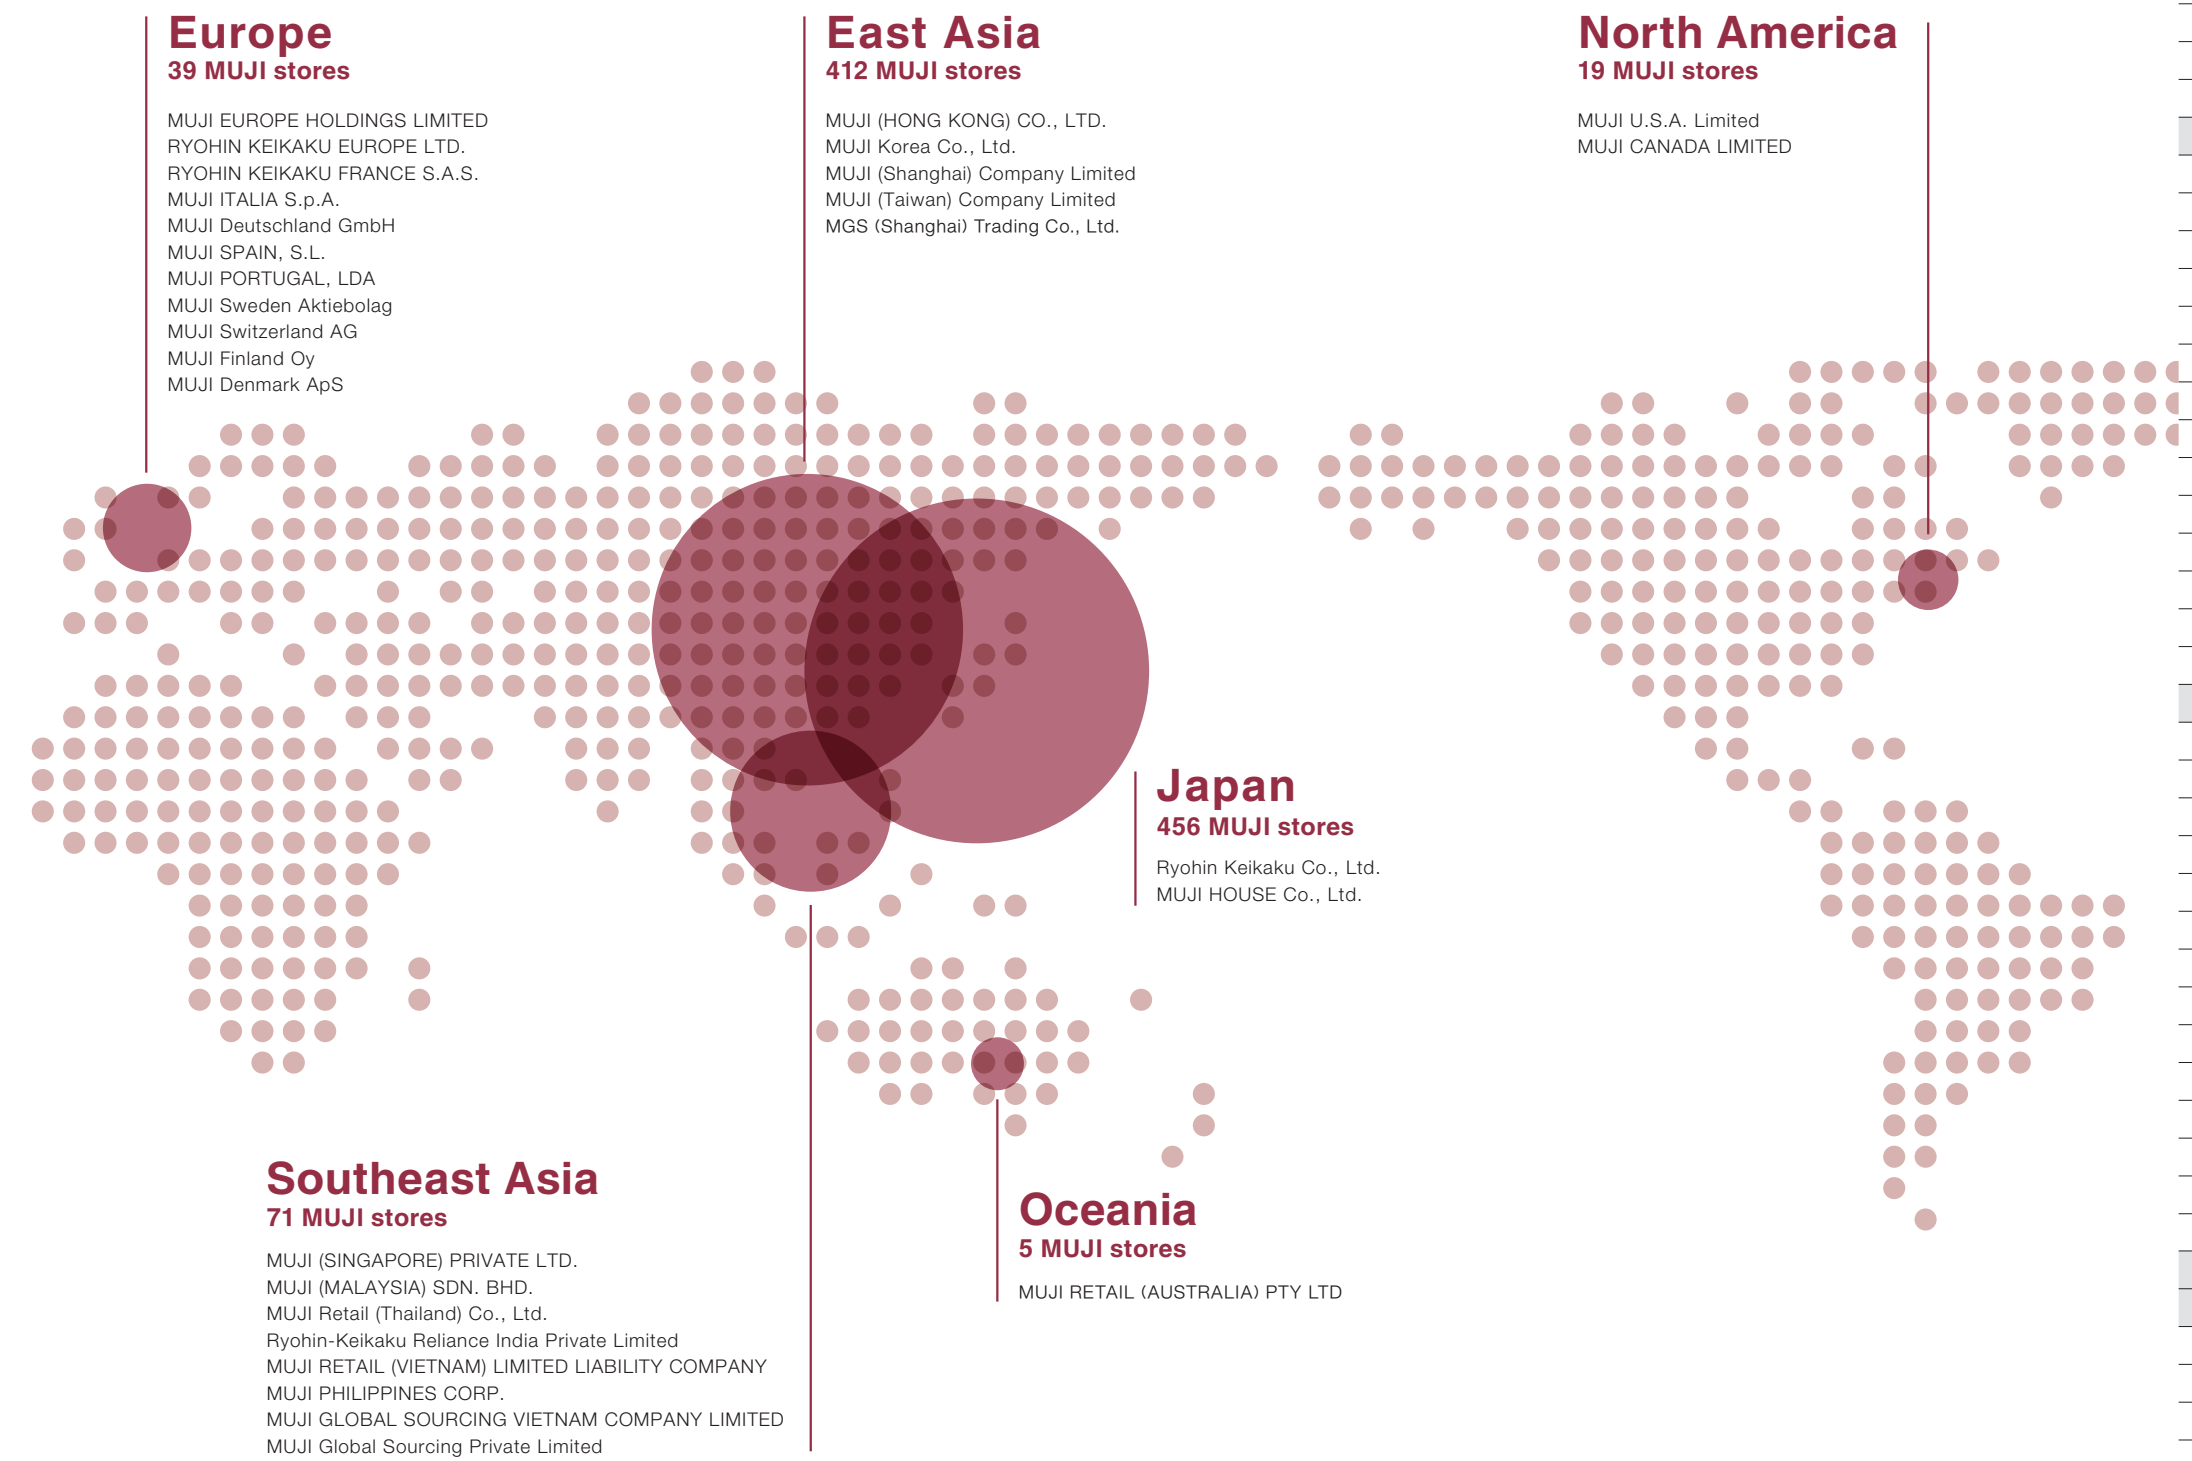 Europe
39 MUJI stores
MUJI EUROPE HOLDINGS LIMITED
RYOHIN KEIKAKU EUROPE LTD.
RYOHIN KEIKAKU FRANCE S.A.S.
MUJI ITALIA S.p.A.
MUJI Deutschland GmbH
MUJI SPAIN, S.L.
MUJI PORTUGAL, LDA
MUJI Sweden Aktiebolag
MUJI Switzerland AG
MUJI Finland Oy
MUJI Denmark ApS
East Asia
412 MUJI stores
MUJI (HONG KONG) CO., LTD.
MUJI Korea Co., Ltd.
MUJI (Shanghai) Company Limited
MUJI (Taiwan) Company Limited
MGS (Shanghai) Trading Co., Ltd.
North America
19 MUJI stores
MUJI U.S.A. Limited
MUJI CANADA LIMITED
Japan
456 MUJI stores
Ryohin Keikaku Co., Ltd.
MUJI HOUSE Co., Ltd.
Southeast Asia
71 MUJI stores
MUJI (SINGAPORE) PRIVATE LTD.
MUJI (MALAYSIA) SDN. BHD.
MUJI Retail (Thailand) Co., Ltd.
Ryohin-Keikaku Reliance India Private Limited
MUJI RETAIL (VIETNAM) LIMITED LIABILITY COMPANY
MUJI PHILIPPINES CORP.
MUJI GLOBAL SOURCING VIETNAM COMPANY LIMITED
MUJI Global Sourcing Private Limited
Oceania
5 MUJI stores
MUJI RETAIL (AUSTRALIA) PTY LTD